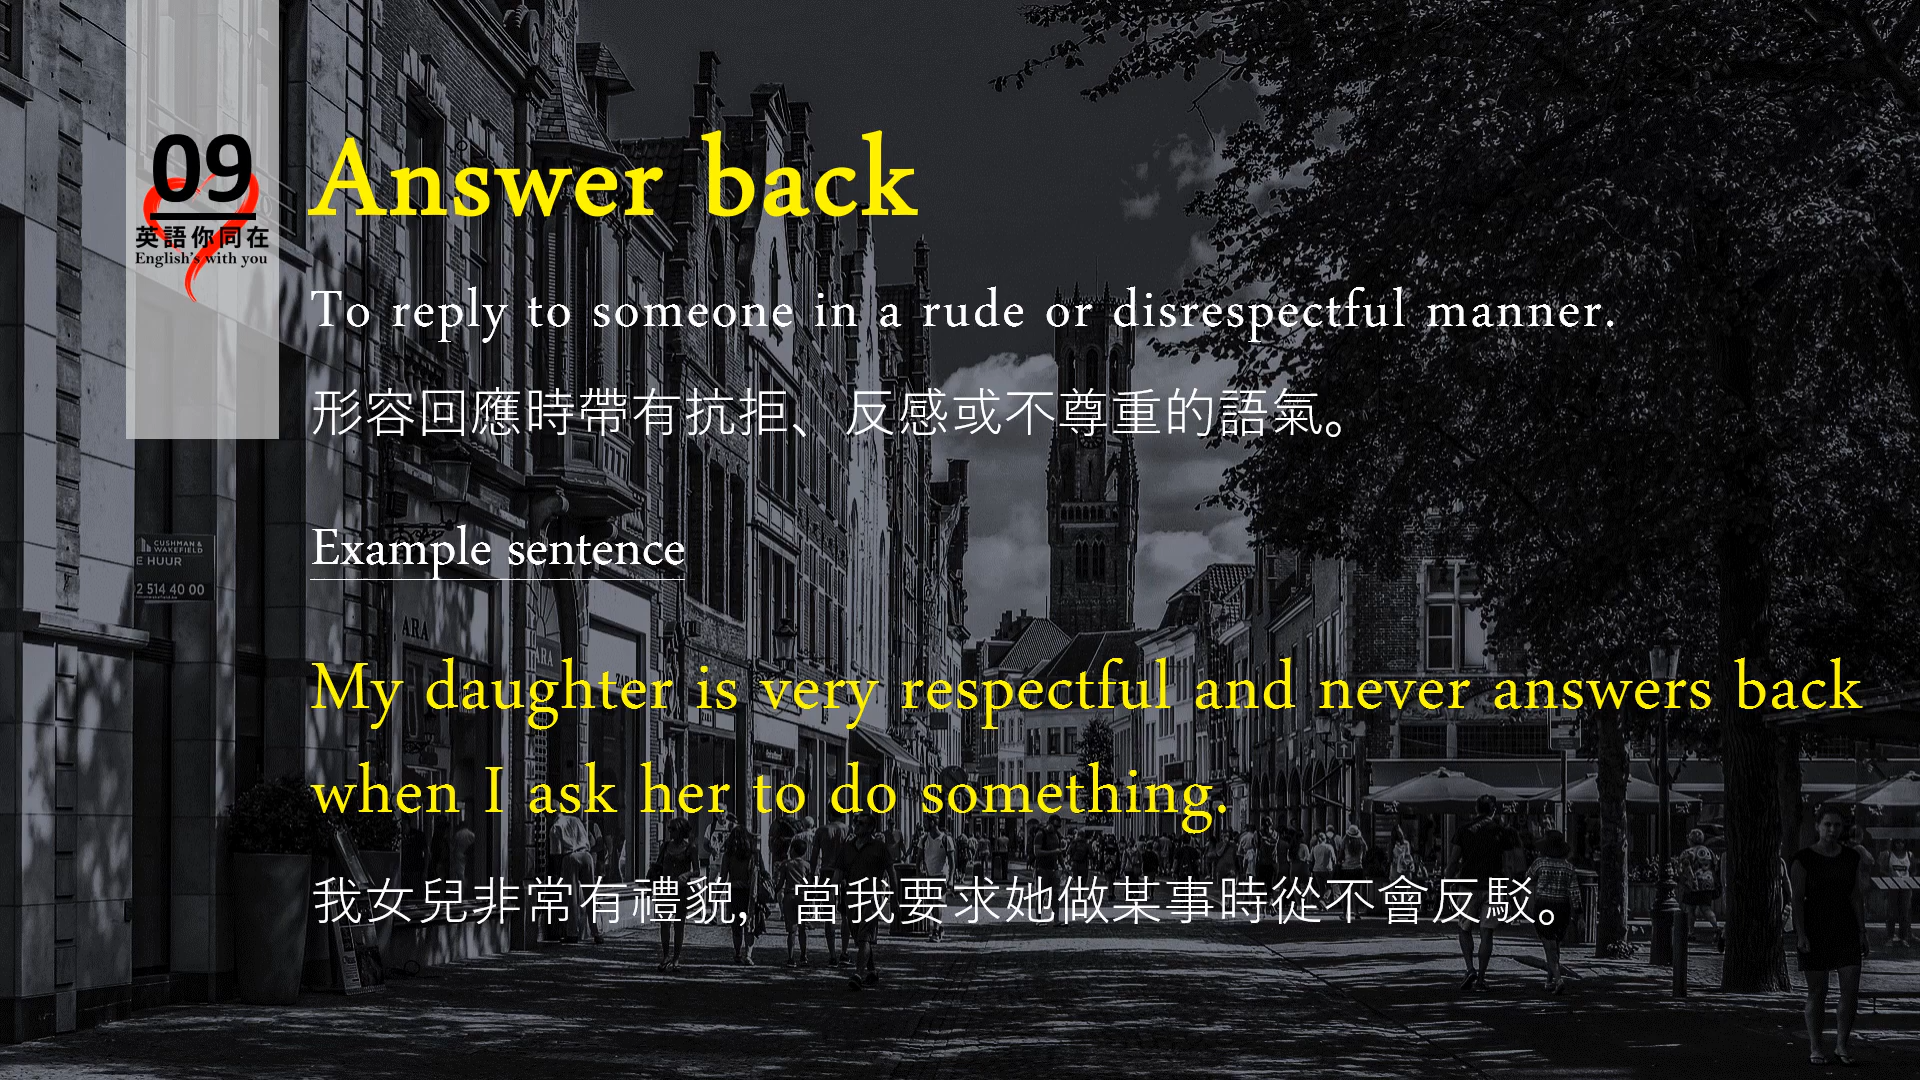 09
英語你同在
English's with you
Answer back
To reply to someone in a rude or disrespectful manner.
形容回應時帶有抗拒、反感或不尊重的語氣。
Example sentence
My daughter is very respectful and never answers back
when I ask her to do something.
我女兒非常有禮貌，當我要求她做某事時從不會反駁。
CUSHMAN &
WAKEFIELD
E HUUR
2 514 40 00
ARA
ARA